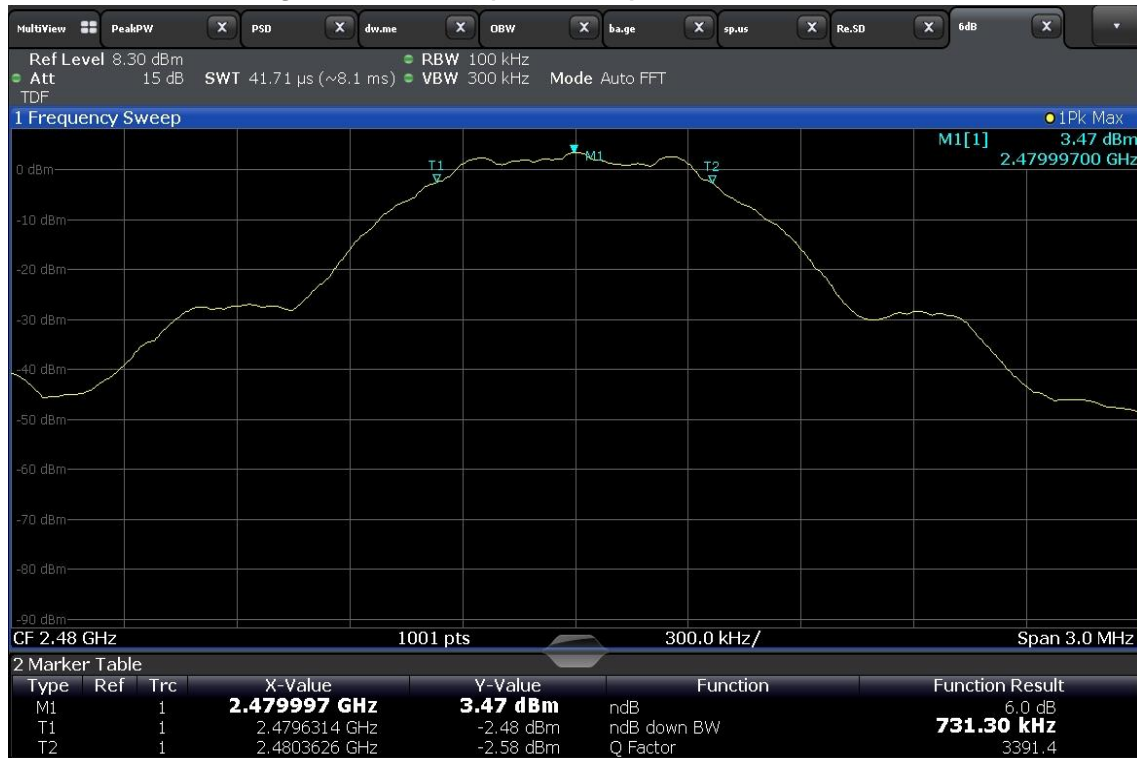 MultiView PeakPW X PSD X dw.me X OBW X ba.ge X sp.us X Re.SD X 6dB X
Ref Level 8.30 dBm RBW 100 kHz
Att 15 dB SWT 41.71 µs (~8.1 ms) VBW 300 kHz Mode Auto FFT
TDF
1 Frequency Sweep 1Pk Max
M1[1] 3.47 dBm
2.47999700 GHz
M1
T1 T2
0 dBm
-10 dBm
-20 dBm
-30 dBm
-40 dBm
-50 dBm
-60 dBm
-70 dBm
-80 dBm
-90 dBm
CF 2.48 GHz 1001 pts 300.0 kHz/ Span 3.0 MHz
2 Marker Table
Type Ref Trc X-Value Y-Value Function Function Result
M1 1 2.479997 GHz 3.47 dBm ndB 6.0 dB
T1 1 2.4796314 GHz -2.48 dBm ndB down BW 731.30 kHz
T2 1 2.4803626 GHz -2.58 dBm Q Factor 3391.4